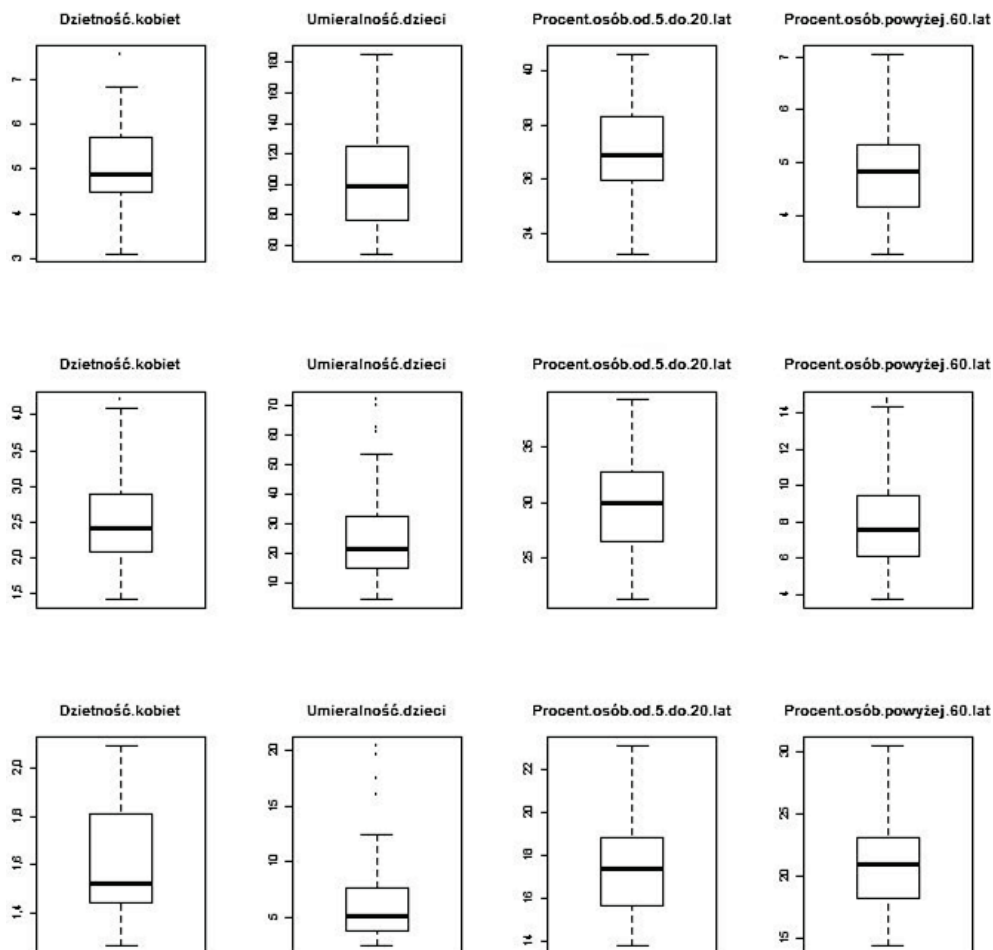 Dzietność.kobiet
3 4 5 6 7
Umieralność.dzieci
60 80 100 120 140 160 180
Procent.osób.od.5.do.20.lat
34 36 38 40
Procent.osób.powyżej.60.lat
4 5 6 7
Dzietność.kobiet
1,5 2,0 2,5 3,0 3,5 4,0
Umieralność.dzieci
10 20 30 40 50 60 70
Procent.osób.od.5.do.20.lat
25 30 35
Procent.osób.powyżej.60.lat
4 6 8 10 12 14
Dzietność.kobiet
1,4 1,6 1,8 2,0
Umieralność.dzieci
5 10 15 20
Procent.osób.od.5.do.20.lat
14 16 18 20 22
Procent.osób.powyżej.60.lat
15 20 25 30